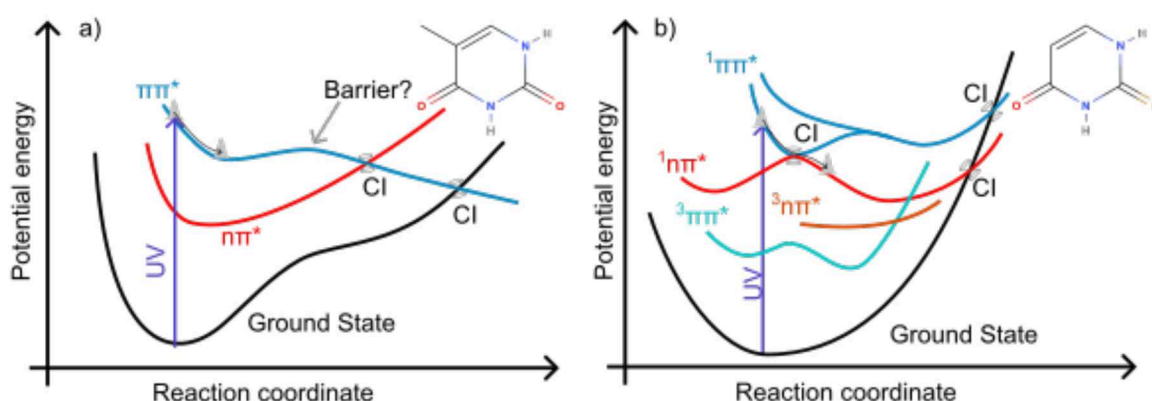 a)
ππ*
Barrier?
CI
CI
nπ*
UV
Ground State
Potential energy
Reaction coordinate
H
N
O
N
O
H
b)
¹ππ*
CI
CI
CI
¹nπ*
³nπ*
³ππ*
UV
Ground State
Potential energy
Reaction coordinate
H
N
O
N
H